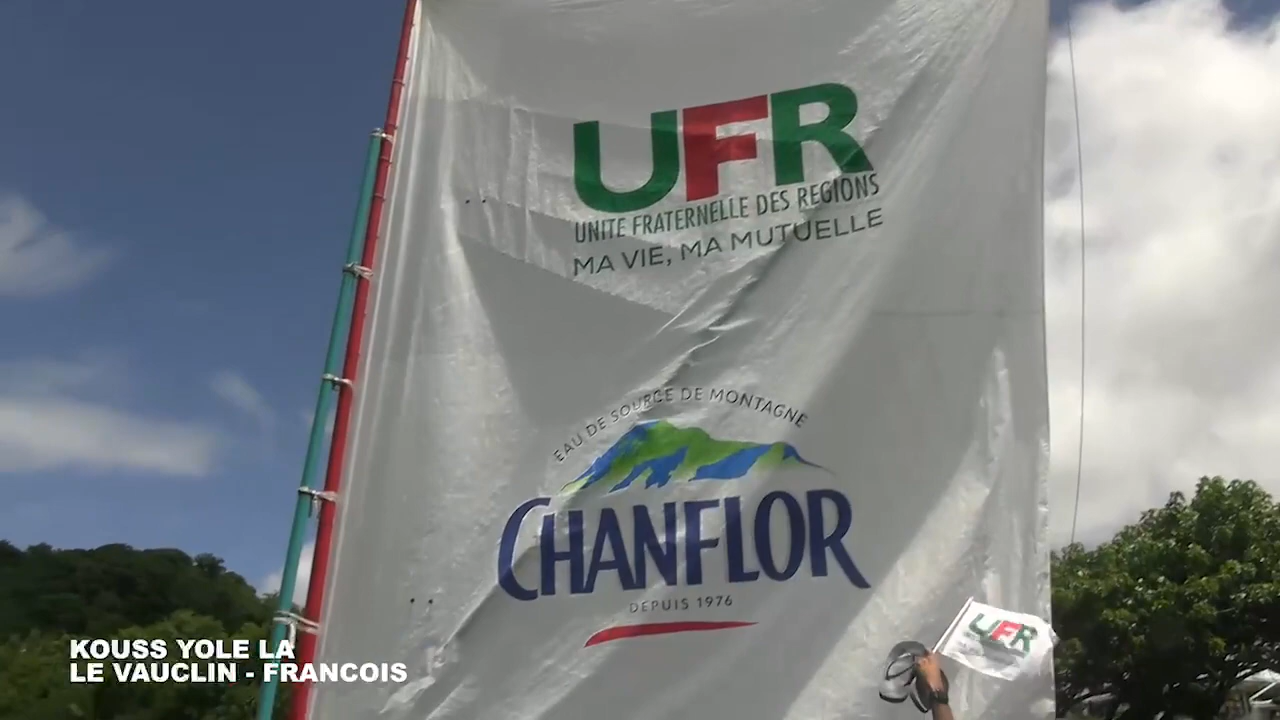 UFR
UNITE FRATERNELLE DES REGIONS
MA VIE, MA MUTUELLE
EAU DE SOURCE DE MONTAGNE
CHANFLOR
DEPUIS 1976
UFR
KOUSS YOLE LA
LE VAUCLIN - FRANCOIS